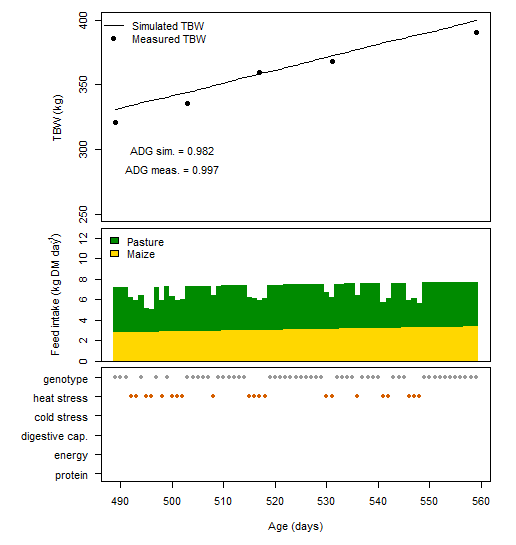 Simulated TBW
Measured TBW
ADG sim. = 0.982
ADG meas. = 0.997
TBW (kg)
250
300
350
400
Pasture
Maize
Feed intake (kg DM day⁻¹)
0
2
4
6
8
10
12
genotype
heat stress
cold stress
digestive cap.
energy
protein
490
500
510
520
530
540
550
560
Age (days)